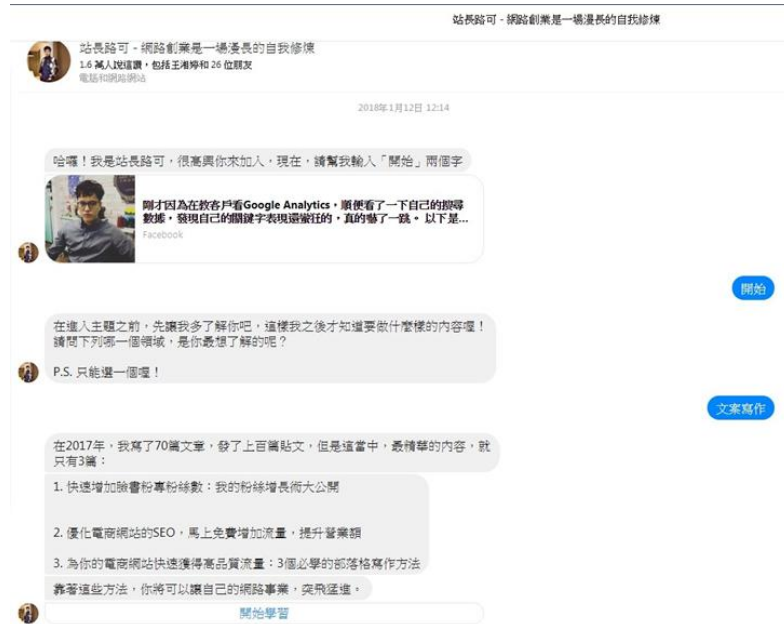 站長路可 - 網路創業是一場漫長的自我修煉
站長路可 - 網路創業是一場漫長的自我修煉
1.6 萬人說這讚，包括王湘婷和 26 位朋友
電腦和網路網站
2018年1月12日 12:14
哈囉！我是站長路可，很高興你來加入，現在，請幫我輸入「開始」兩個字
剛才因為在教客戶看Google Analytics，順便看了一下自己的搜尋
數據，發現自己的關鍵字表現還蠻狂的，真的嚇了一跳。 以下是...
Facebook
開始
在進入主題之前，先讓我多了解你吧，這樣我之後才知道要做什麼樣的內容喔！
請問下列哪一個領域，是你最想了解的呢？
P.S. 只能選一個喔！
文案寫作
在2017年，我寫了70篇文章，發了上百篇貼文，但是這當中，最精華的內容，就
只有3篇：
1. 快速增加臉書粉專粉絲數：我的粉絲增長術大公開
2. 優化電商網站的SEO，馬上免費增加流量，提升營業額
3. 為你的電商網站快速獲得高品質流量：3個必學的部落格寫作方法
靠著這些方法，你將可以讓自己的網路事業，突飛猛進。
開始學習